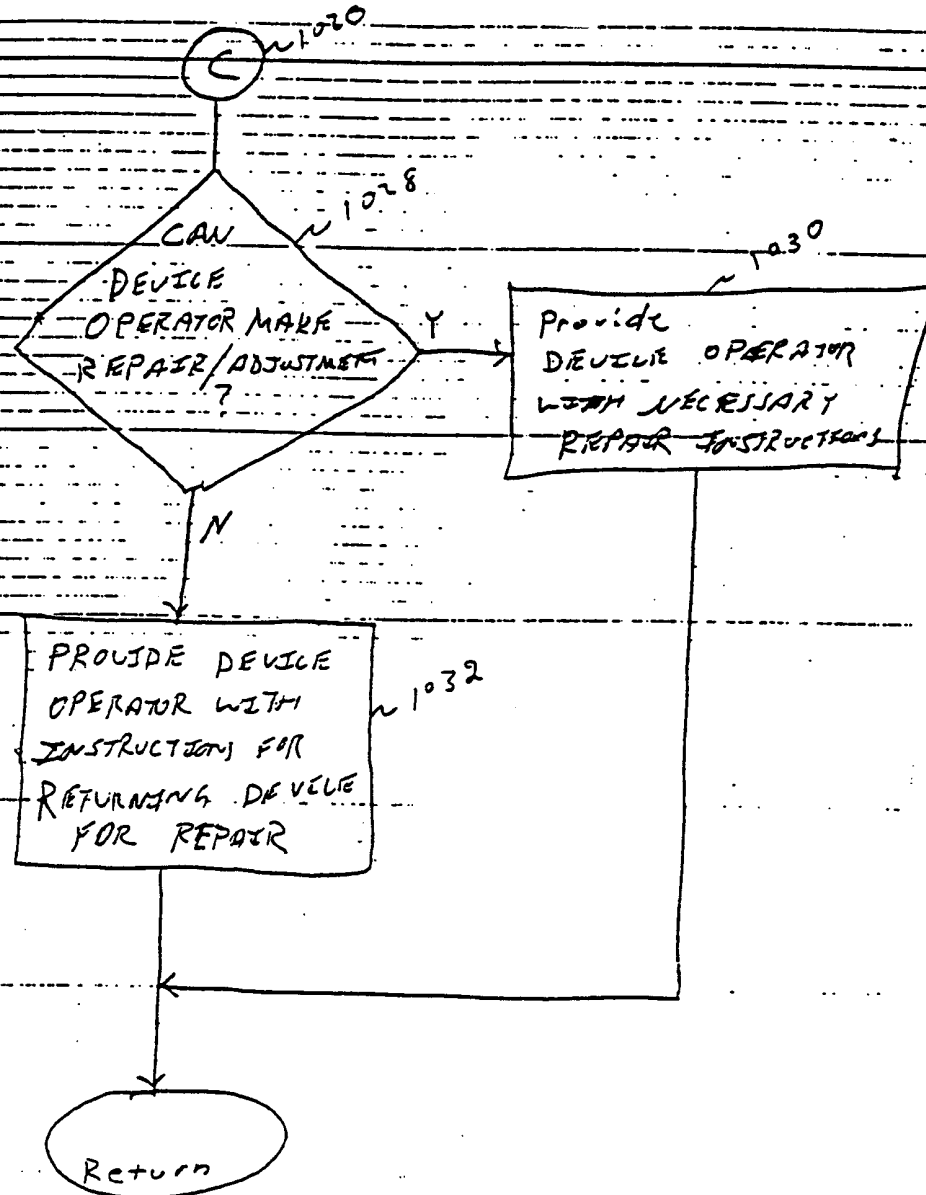 C
1020
1028
CAN
DEVICE
OPERATOR MAKE
REPAIR/ADJUSTMENT
?
Y
1030
Provide
DEVICE OPERATOR
WITH NECESSARY
REPAIR INSTRUCTIONS
N
PROVIDE DEVICE
OPERATOR WITH
INSTRUCTIONS FOR
RETURNING DEVICE
FOR REPAIR
1032
Return